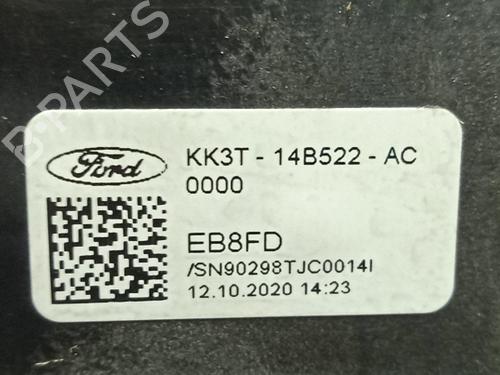 B-PARTS
Ford
KK3T - 14B522 - AC
0000
EB8FD
/SN90298TJC0014I
12.10.2020 14:23